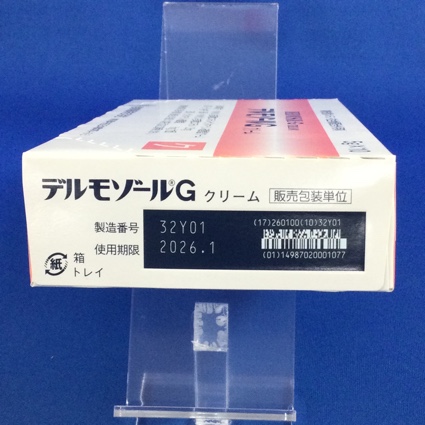 デルモゾールG クリーム 販売包装単位
製造番号 32Y01
使用期限 2026.1
(17)260100(10)32Y01
(01)14987020001077
紙 箱
トレイ